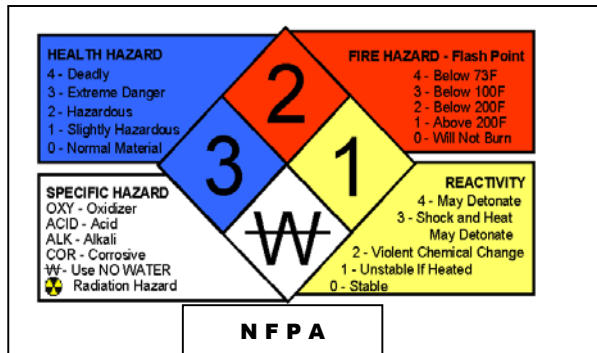 HEALTH HAZARD
4 - Deadly
3 - Extreme Danger
2 - Hazardous
1 - Slightly Hazardous
0 - Normal Material
FIRE HAZARD - Flash Point
4 - Below 73F
3 - Below 100F
2 - Below 200F
1 - Above 200F
0 - Will Not Burn
2
3
1
W
SPECIFIC HAZARD
OXY - Oxidizer
ACID - Acid
ALK - Alkali
COR - Corrosive
W - Use NO WATER
Radiation Hazard
REACTIVITY
4 - May Detonate
3 - Shock and Heat
May Detonate
2 - Violent Chemical Change
1 - Unstable If Heated
0 - Stable
NFPA